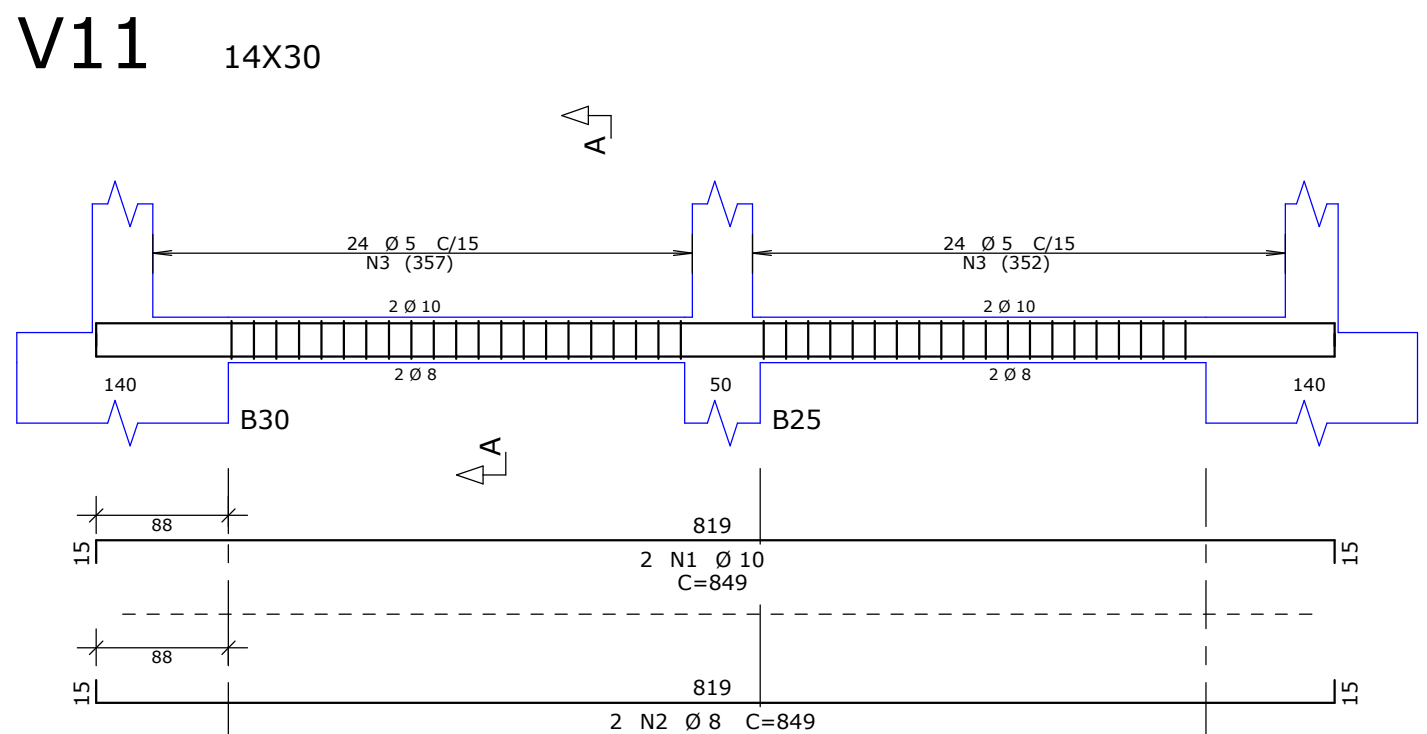 V11 14X30
A
24 Ø 5 C/15 24 Ø 5 C/15
N3 (357) N3 (352)
2 Ø 10 2 Ø 10
2 Ø 8 2 Ø 8
140 50 140
B30 B25
A
88 819
15 15
2 N1 Ø 10
C=849
88
819
15 15
2 N2 Ø 8 C=849